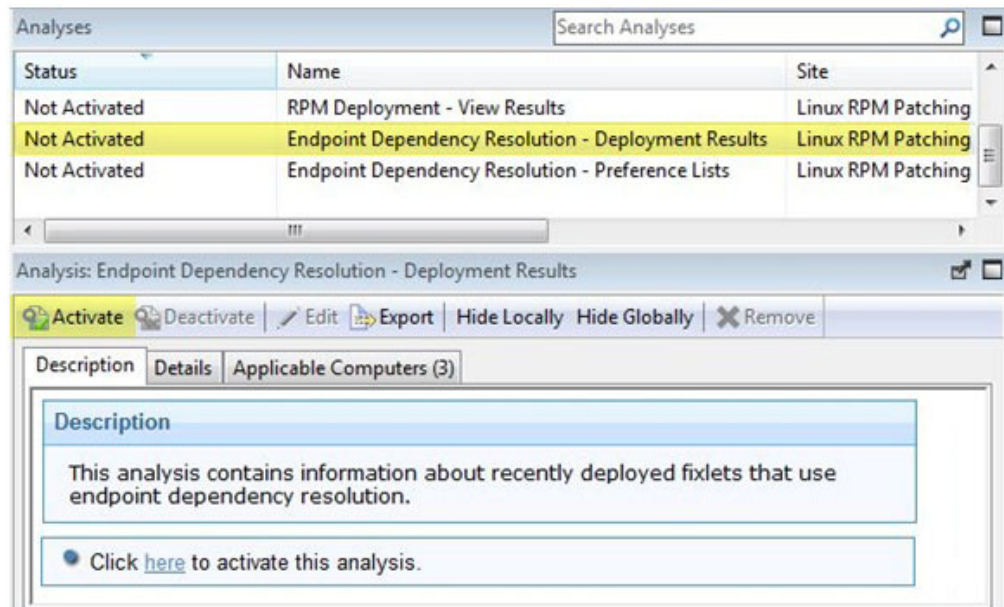 Analyses Search Analyses
Status Name Site
Not Activated RPM Deployment - View Results Linux RPM Patching
Not Activated Endpoint Dependency Resolution - Deployment Results Linux RPM Patching
Not Activated Endpoint Dependency Resolution - Preference Lists Linux RPM Patching
Analysis: Endpoint Dependency Resolution - Deployment Results
Activate Deactivate Edit Export Hide Locally Hide Globally Remove
Description Details Applicable Computers (3)
Description
This analysis contains information about recently deployed fixlets that use
endpoint dependency resolution.
Click here to activate this analysis.